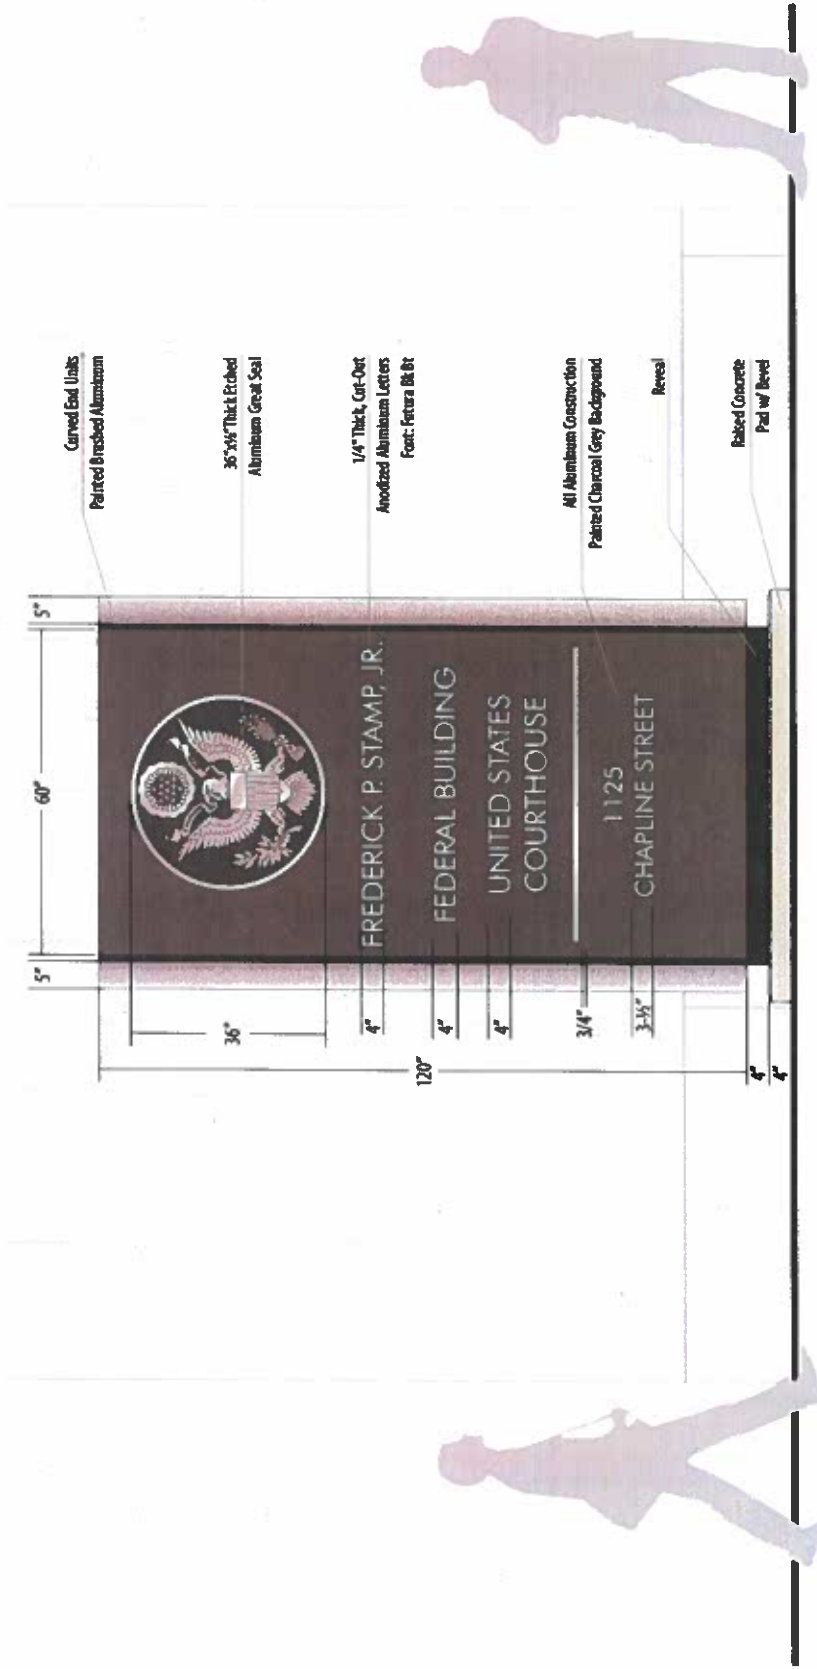 5"
60"
5"
Curved End Units
Painted Brushed Aluminum
36"x⅜"Thick Etched
Aluminum Great Seal
1/4" Thick, Cut-Out
Anodized Aluminum Letters
Font: Futura Bk Bt
All Aluminum Construction
Painted Charcoal Grey Background
Reveal
Raised Concrete
Pad w/ Bevel
FREDERICK P. STAMP, JR.
FEDERAL BUILDING
UNITED STATES
COURTHOUSE
1125
CHAPLINE STREET
36"
4"
4"
4"
3/4"
3-½"
120"
4"
4"